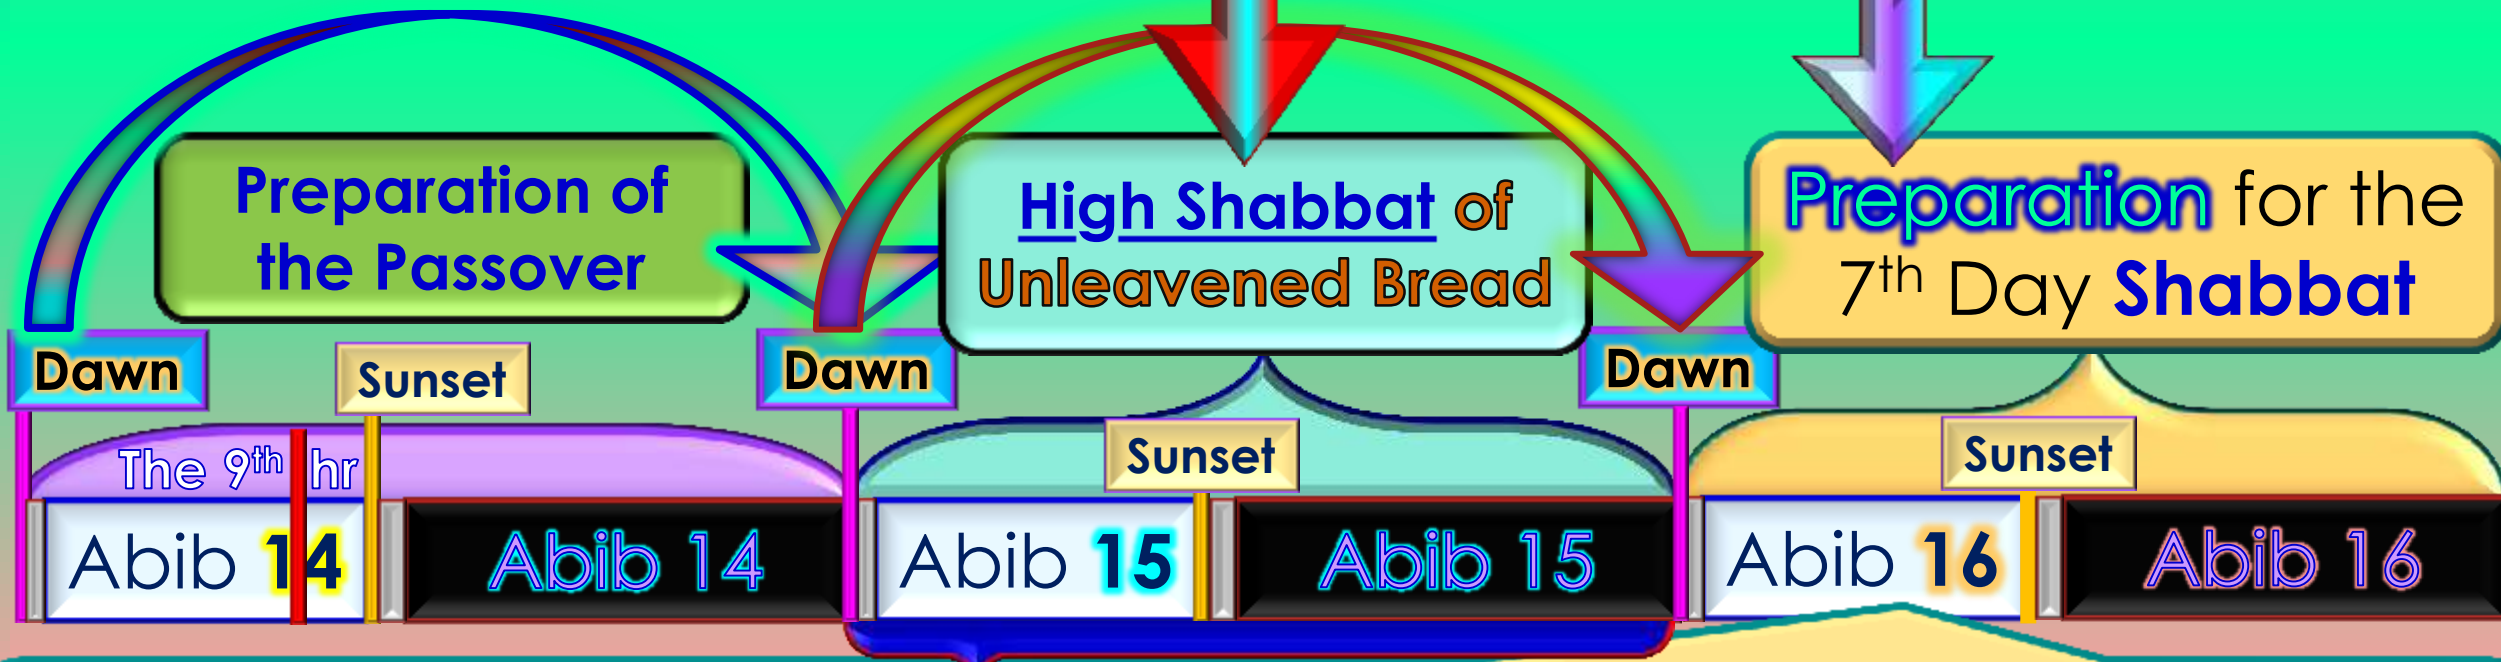 Preparation of
the Passover
High Shabbat of
Unleavened Bread
Preparation for the
7th Day Shabbat
Dawn
Sunset
Dawn
Dawn
The 9th hr
Sunset
Sunset
Abib 14
Abib 14
Abib 15
Abib 15
Abib 16
Abib 16